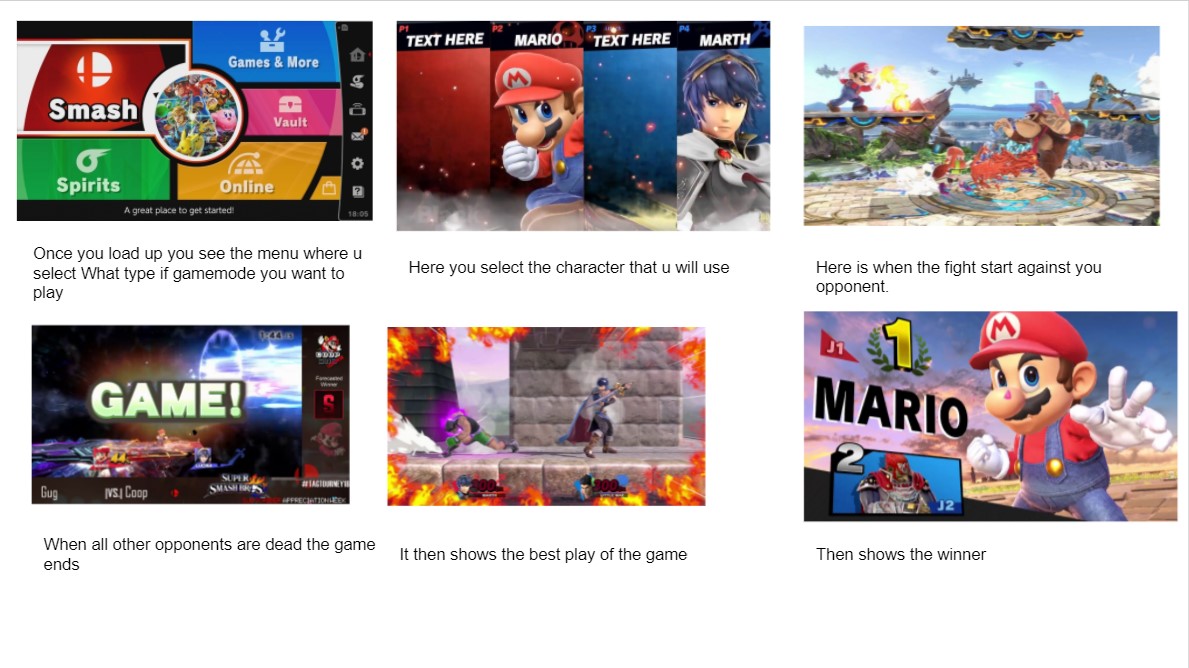 Smash
Games & More
Vault
Spirits
Online
A great place to get started!
18:05
P1 TEXT HERE
P2 MARIO
P3 TEXT HERE
P4 MARTH
Once you load up you see the menu where u
select What type if gamemode you want to
play
Here you select the character that u will use
Here is when the fight start against you
opponent.
GAME!
Forecasted
Winner
S
Gug
[VS.] Coop
SUPER
SMASH BROS
J1
1
MARIO
2
J2
When all other opponents are dead the game
ends
It then shows the best play of the game
Then shows the winner